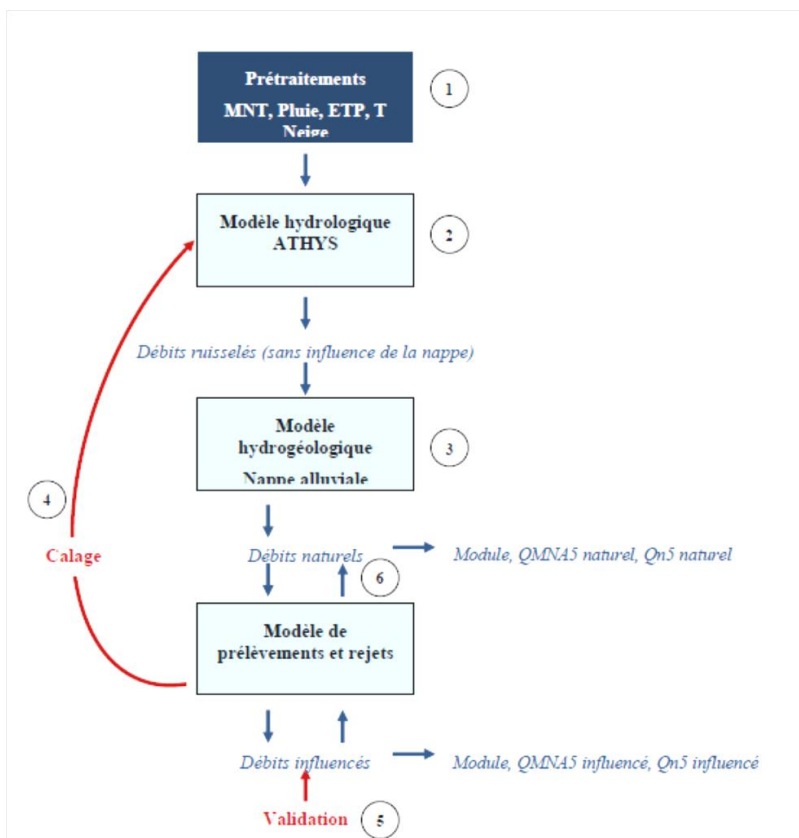 Prétraitements
1
MNT, Pluie, ETP, T
Neige
Modèle hydrologique
ATHYS
2
Débits ruisselés (sans influence de la nappe)
Modèle
hydrogéologique
3
Nappe alluviale
4
Calage
Débits naturels
Module, QMNA5 naturel, Qn5 naturel
6
Modèle de
prélèvements et rejets
Débits influencés
Module, QMNA5 influencé, Qn5 influencé
Validation
5